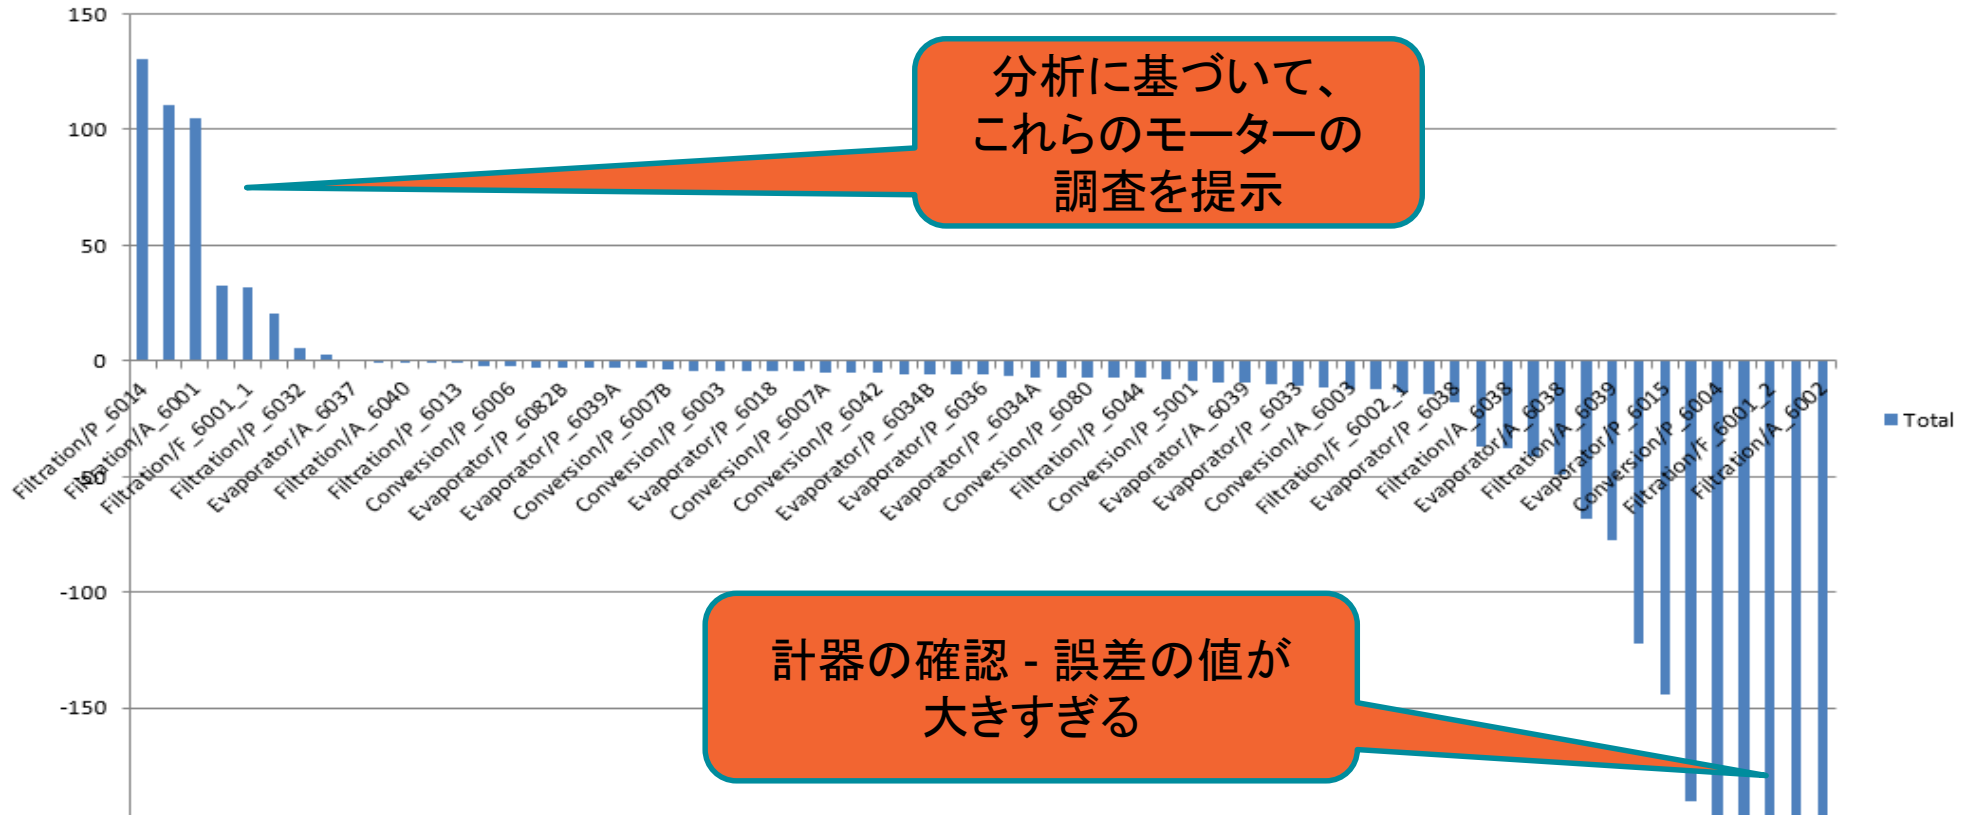 150
100
50
0
-50
-100
-150
分析に基づいて、
これらのモーターの
調査を提示
計器の確認 - 誤差の値が
大きすぎる
Total
Filtration/P_6014
Filtration/A_6001
Filtration/F_6001_1
Filtration/P_6032
Evaporator/A_6037
Filtration/A_6040
Filtration/P_6013
Conversion/P_6006
Evaporator/P_6082B
Evaporator/P_6039A
Conversion/P_6007B
Conversion/P_6003
Evaporator/P_6018
Conversion/P_6007A
Conversion/P_6042
Evaporator/P_6034B
Evaporator/P_6036
Evaporator/P_6034A
Conversion/P_6080
Filtration/P_6044
Conversion/P_5001
Evaporator/A_6039
Evaporator/P_6033
Conversion/A_6003
Filtration/F_6002_1
Evaporator/P_6038
Filtration/A_6038
Evaporator/A_6038
Filtration/A_6039
Evaporator/P_6015
Conversion/P_6004
Filtration/F_6001_2
Filtration/A_6002